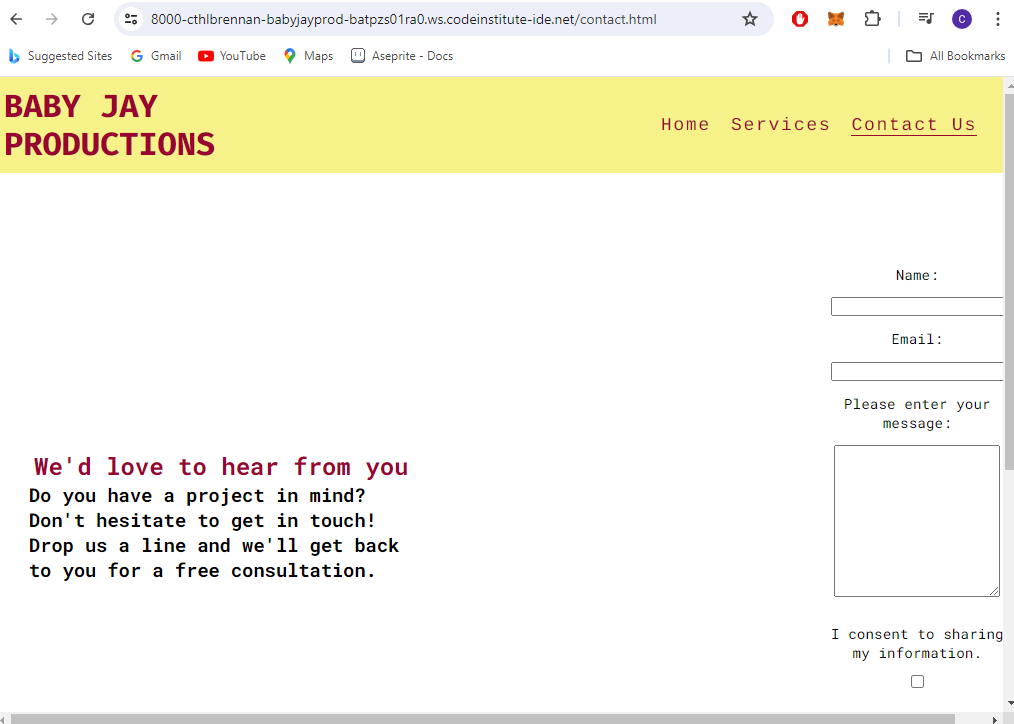 8000-cthlbrennan-babyjayprod-batpzs01ra0.ws.codeinstitute-ide.net/contact.html
C
Suggested Sites
Gmail
YouTube
Maps
Aseprite - Docs
All Bookmarks
BABY JAY
PRODUCTIONS
Home
Services
Contact Us
Name:
Email:
Please enter your
message:
We'd love to hear from you
Do you have a project in mind?
Don't hesitate to get in touch!
Drop us a line and we'll get back
to you for a free consultation.
I consent to sharing
my information.